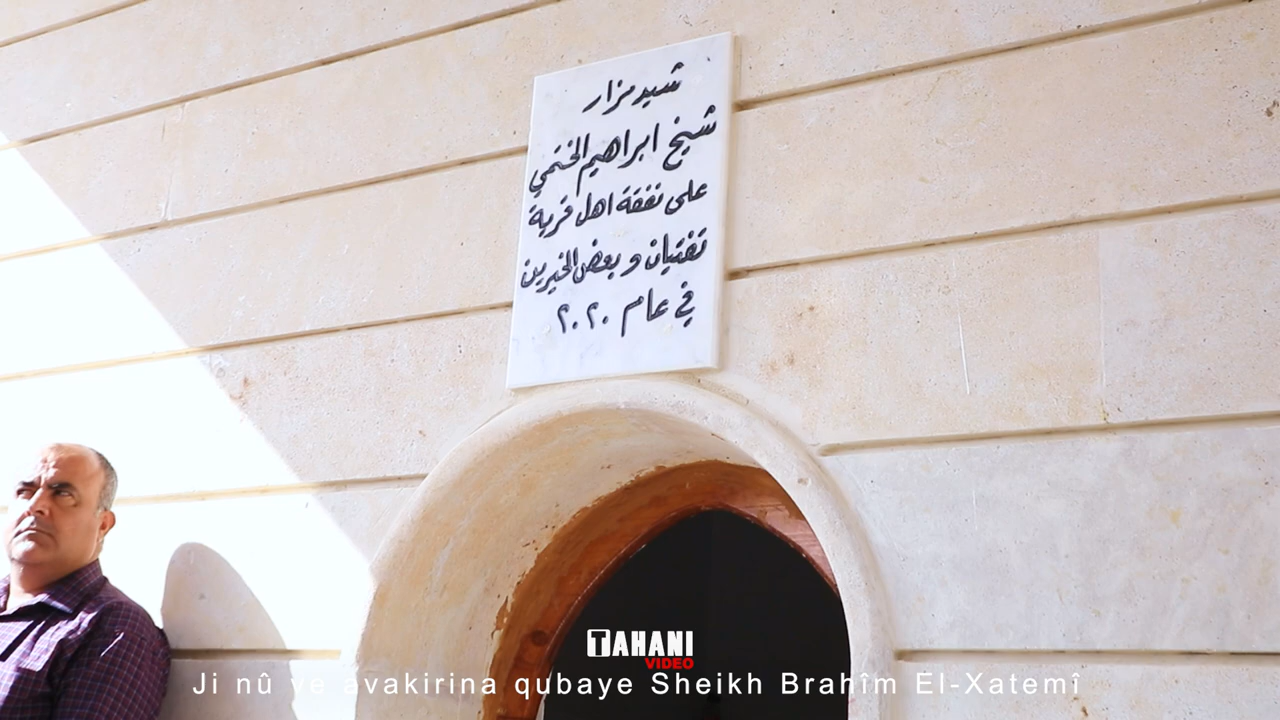 شيد مزار
شيخ ابراهيم الختمي
على نفقة اهل قرية
تفتيان و بعض الخيرين
في عام ٢٠٢٠
TAHANI
VIDEO
Ji nû ve avakirina qubaye Sheikh Brahîm El-Xatemî